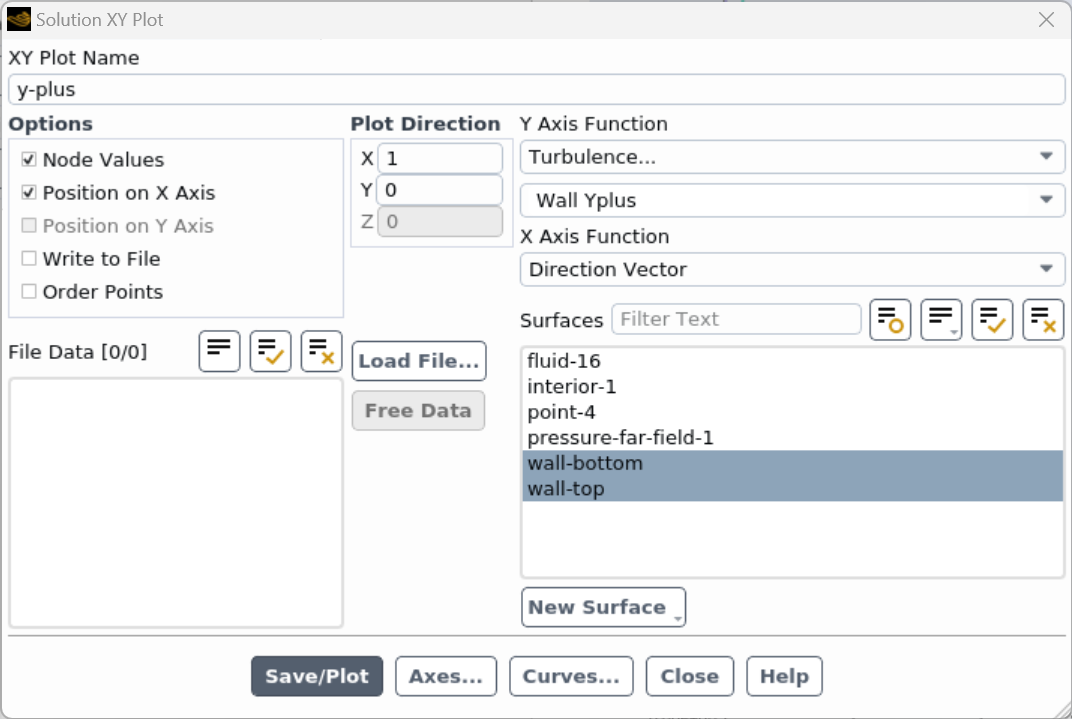 Solution XY Plot
XY Plot Name
y-plus
Options
Node Values
Position on X Axis
Position on Y Axis
Write to File
Order Points
Plot Direction
X 1
Y 0
Z 0
Y Axis Function
Turbulence...
Wall Yplus
X Axis Function
Direction Vector
File Data [0/0]
Load File...
Free Data
Surfaces Filter Text
fluid-16
interior-1
point-4
pressure-far-field-1
wall-bottom
wall-top
New Surface
Save/Plot Axes... Curves... Close Help